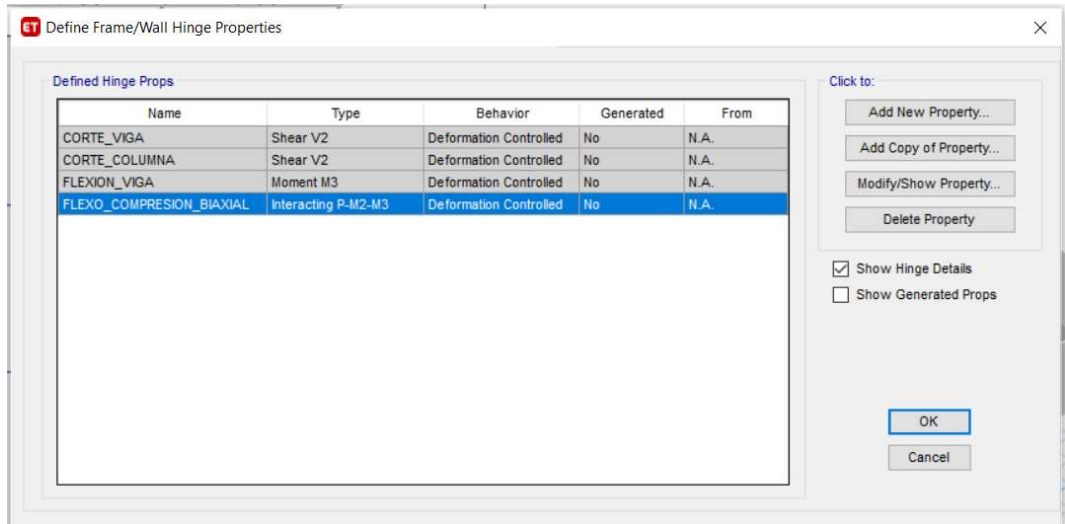 ET Define Frame/Wall Hinge Properties
Defined Hinge Props
Name Type Behavior Generated From
CORTE_VIGA Shear V2 Deformation Controlled No N.A.
CORTE_COLUMNA Shear V2 Deformation Controlled No N.A.
FLEXION_VIGA Moment M3 Deformation Controlled No N.A.
FLEXO_COMPRESION_BIAXIAL Interacting P-M2-M3 Deformation Controlled No N.A.
Click to:
Add New Property...
Add Copy of Property...
Modify/Show Property...
Delete Property
Show Hinge Details
Show Generated Props
OK
Cancel